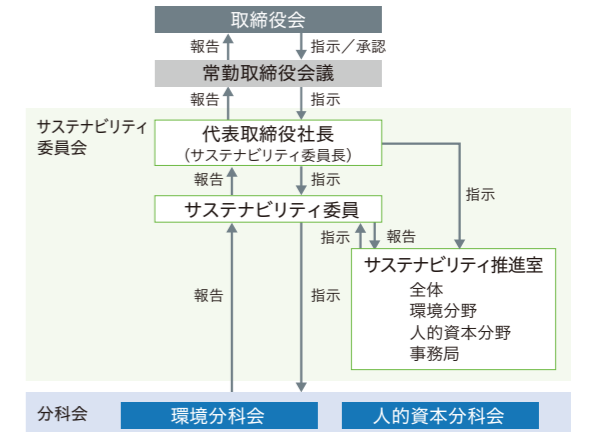 取締役会
報告
指示／承認
常勤取締役会議
報告
指示
サステナビリティ
委員会
代表取締役社長
（サステナビリティ委員長）
報告
指示
指示
サステナビリティ委員
指示
報告
サステナビリティ推進室
全体
環境分野
人的資本分野
事務局
報告
指示
分科会
環境分科会
人的資本分科会